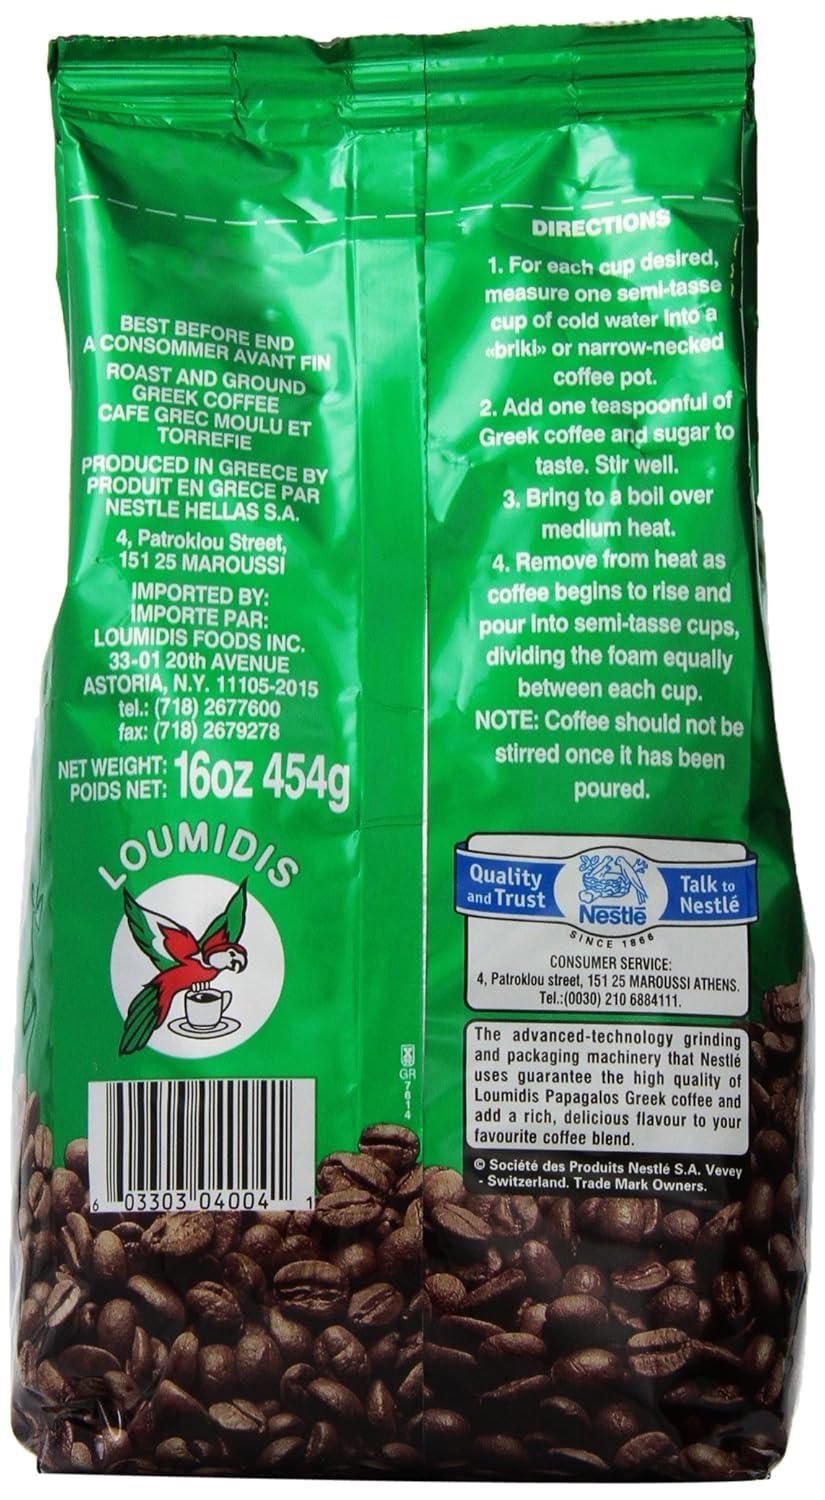 BEST BEFORE END
A CONSOMMER AVANT FIN
ROAST AND GROUND
GREEK COFFEE
CAFE GREC MOULU ET
TORREFIE
PRODUCED IN GREECE BY
PRODUIT EN GRECE PAR
NESTLE HELLAS S.A.
4, Patroklou Street,
151 25 MAROUSSI
IMPORTED BY:
IMPORTE PAR:
LOUMIDIS FOODS INC.
33-01 20th AVENUE
ASTORIA, N.Y. 11105-2015
tel.: (718) 2677600
fax: (718) 2679278
NET WEIGHT: 16oz 454g
POIDS NET:
LOUMIDIS
6 03303 04004 1
GR
7814
DIRECTIONS
1. For each cup desired,
measure one semi-tasse
cup of cold water into a
«briki» or narrow-necked
coffee pot.
2. Add one teaspoonful of
Greek coffee and sugar to
taste. Stir well.
3. Bring to a boil over
medium heat.
4. Remove from heat as
coffee begins to rise and
pour into semi-tasse cups,
dividing the foam equally
between each cup.
NOTE: Coffee should not be
stirred once it has been
poured.
Quality
and Trust
Nestlé
SINCE 1866
Talk to
Nestlé
CONSUMER SERVICE:
4, Patroklou street, 151 25 MAROUSSI ATHENS.
Tel.:(0030) 210 6884111.
The advanced-technology grinding
and packaging machinery that Nestlé
uses guarantee the high quality of
Loumidis Papagalos Greek coffee and
add a rich, delicious flavour to your
favourite coffee blend.
© Société des Produits Nestlé S.A. Vevey
- Switzerland. Trade Mark Owners.